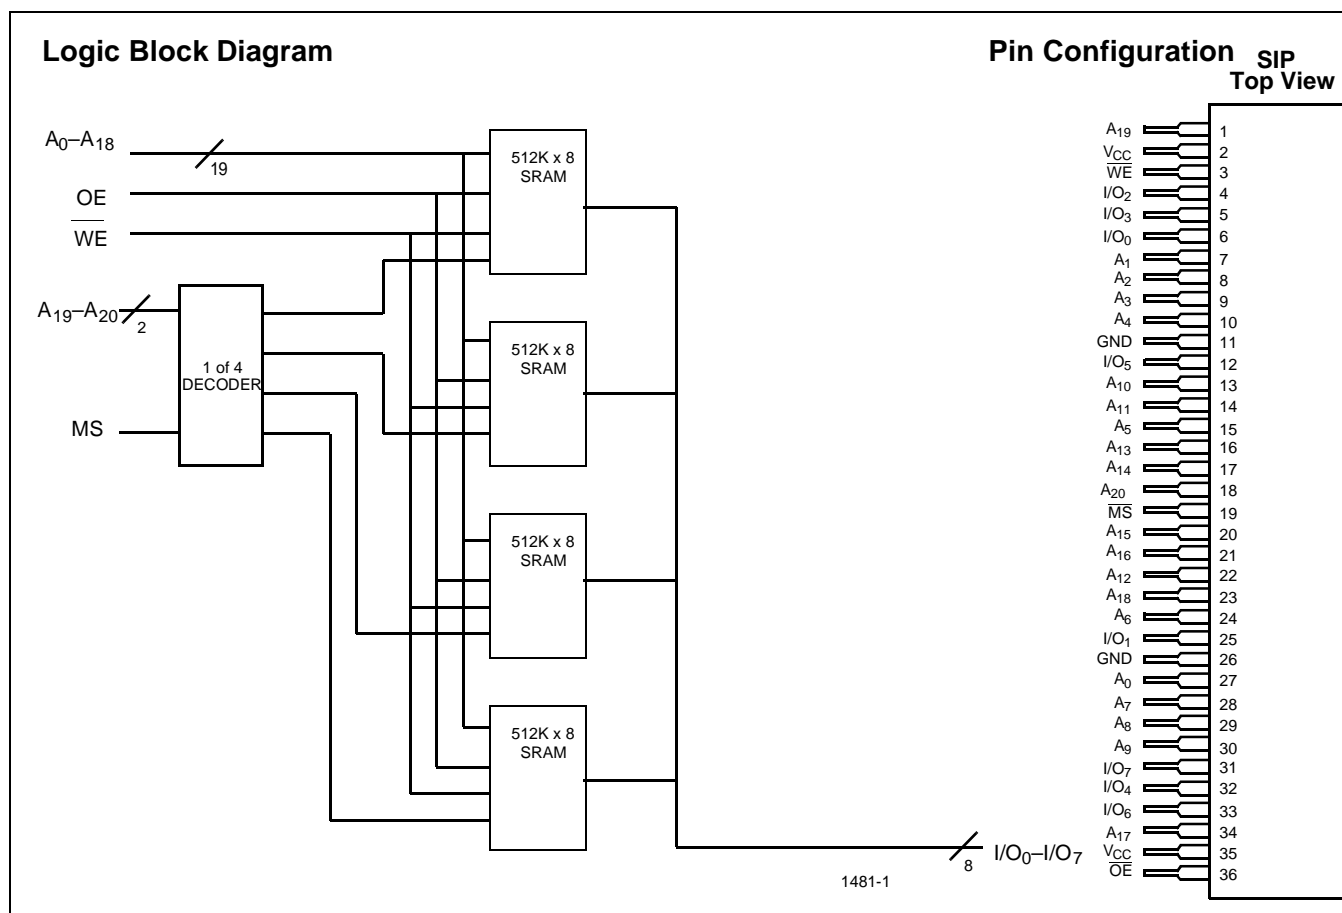 Logic Block Diagram
A0–A18
19
OE
WE
A19–A20
2
1 of 4
DECODER
MS
512K x 8
SRAM
512K x 8
SRAM
512K x 8
SRAM
512K x 8
SRAM
8
I/O0–I/O7
1481-1
Pin Configuration
SIP
Top View
A19 1
VCC 2
WE 3
I/O2 4
I/O3 5
I/O0 6
A1 7
A2 8
A3 9
A4 10
GND 11
I/O5 12
A10 13
A11 14
A5 15
A13 16
A14 17
A20 18
MS 19
A15 20
A16 21
A12 22
A18 23
A6 24
I/O1 25
GND 26
A0 27
A7 28
A8 29
A9 30
I/O7 31
I/O4 32
I/O6 33
A17 34
VCC 35
OE 36